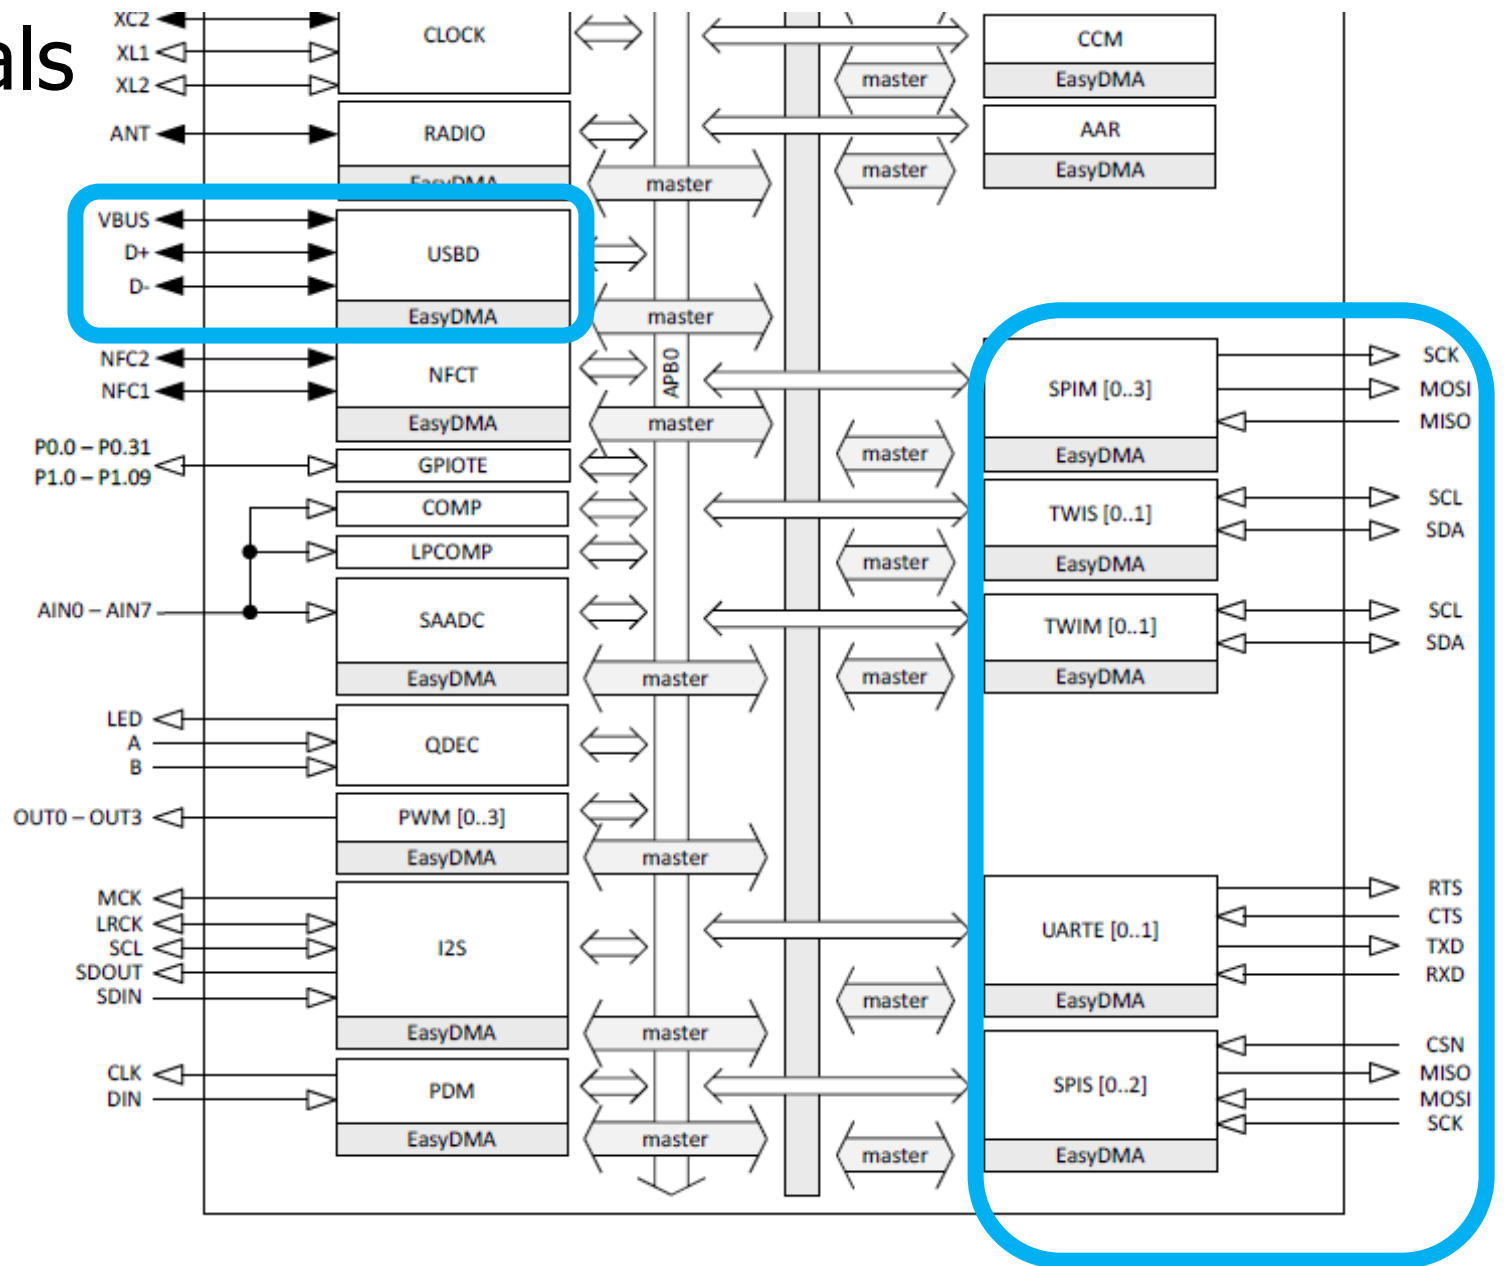 als
XC2
XL1
XL2
CLOCK
ANT
RADIO
EasyDMA
master
VBUS
D+
D-
USBD
EasyDMA
master
NFC2
NFC1
NFCT
EasyDMA
master
APB0
P0.0 – P0.31
P1.0 – P1.09
GPIOTE
COMP
LPCOMP
AIN0 – AIN7
SAADC
EasyDMA
master
LED
A
B
QDEC
OUT0 – OUT3
PWM [0..3]
EasyDMA
master
MCK
LRCK
SCL
SDOUT
SDIN
I2S
EasyDMA
master
CLK
DIN
PDM
EasyDMA
master
CCM
EasyDMA
master
AAR
EasyDMA
master
SPIM [0..3]
EasyDMA
master
SCK
MOSI
MISO
TWIS [0..1]
EasyDMA
master
SCL
SDA
TWIM [0..1]
EasyDMA
master
SCL
SDA
UARTE [0..1]
EasyDMA
master
RTS
CTS
TXD
RXD
SPIS [0..2]
EasyDMA
master
CSN
MISO
MOSI
SCK